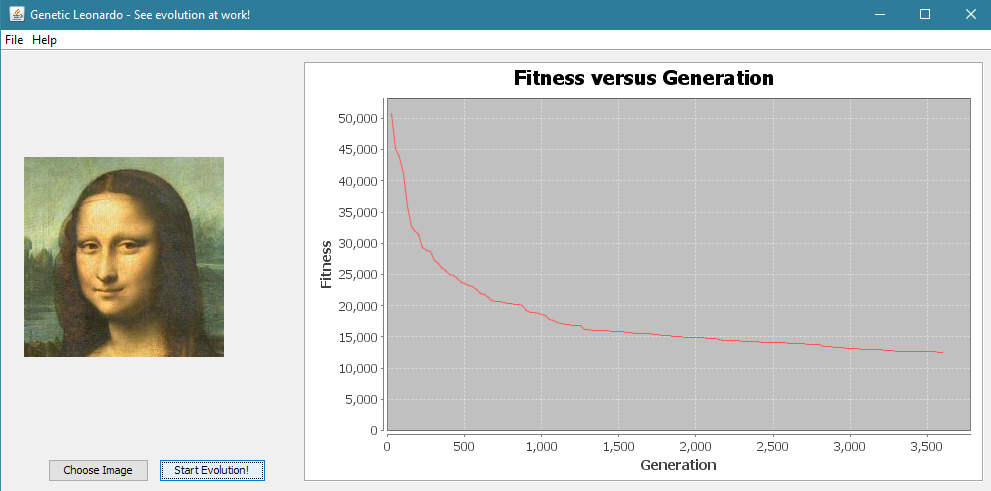 Genetic Leonardo - See evolution at work!
File Help
Fitness versus Generation
50,000
45,000
40,000
35,000
30,000
25,000
20,000
15,000
10,000
5,000
0
Fitness
0 500 1,000 1,500 2,000 2,500 3,000 3,500
Generation
Choose Image Start Evolution!